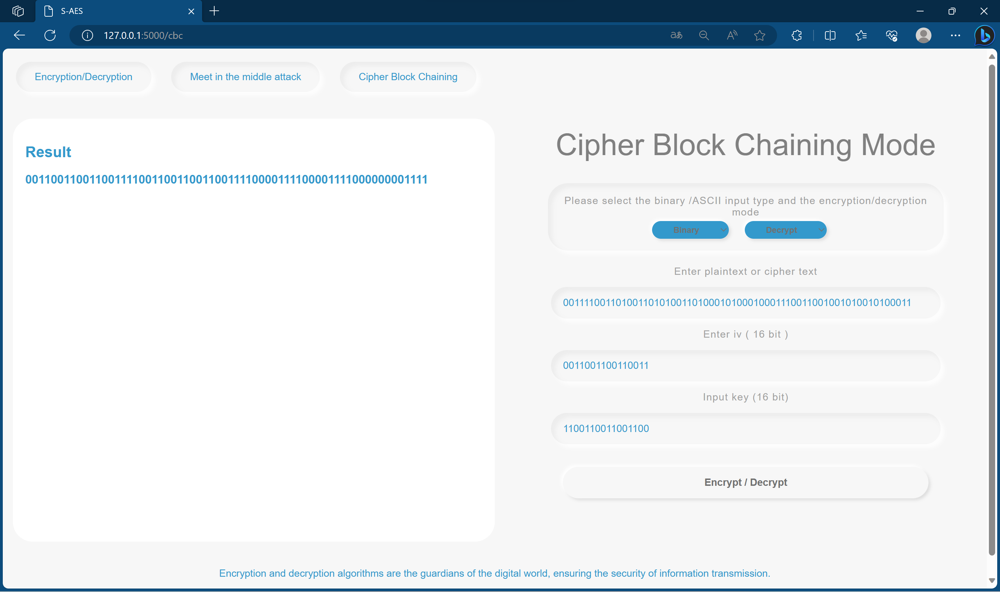 S-AES
127.0.0.1:5000/cbc
Encryption/Decryption
Meet in the middle attack
Cipher Block Chaining
Result
0011001100110011110011001100110011110000111100001111000000001111
Cipher Block Chaining Mode
Please select the binary /ASCII input type and the encryption/decryption
mode
Binary
Decrypt
Enter plaintext or cipher text
0011110011010011010100110100010100010001110011001001010010100011
Enter iv ( 16 bit )
0011001100110011
Input key (16 bit)
1100110011001100
Encrypt / Decrypt
Encryption and decryption algorithms are the guardians of the digital world, ensuring the security of information transmission.